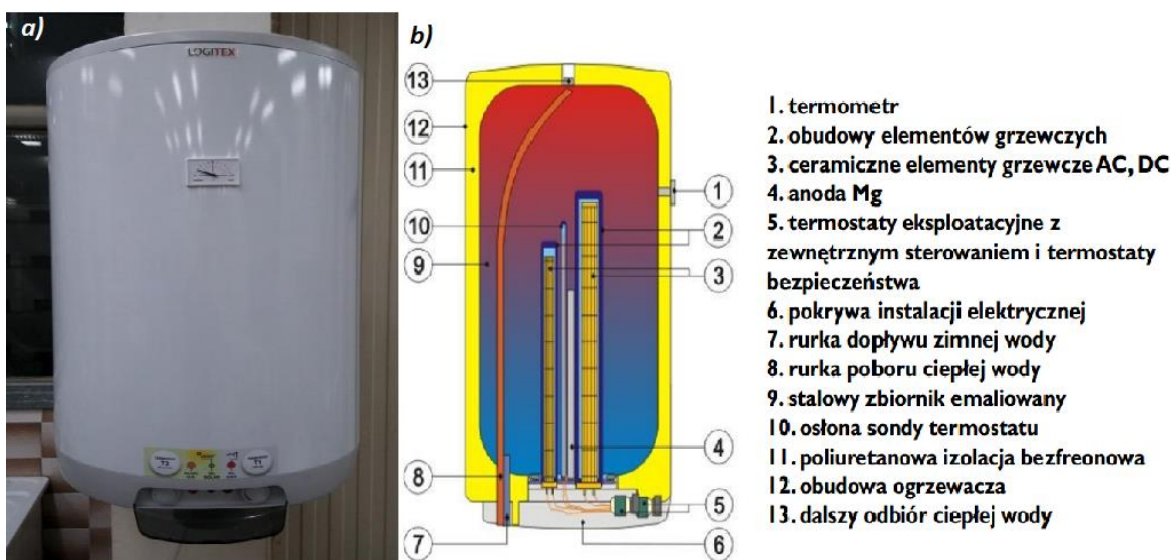 a)
LOGITEX
b)
13
12
11
10
9
8
7
1
2
3
4
5
6
1. termometr
2. obudowy elementów grzewczych
3. ceramiczne elementy grzewcze AC, DC
4. anoda Mg
5. termostaty eksploatacyjne z
zewnętrznym sterowaniem i termostaty
bezpieczeństwa
6. pokrywa instalacji elektrycznej
7. rurka dopływu zimnej wody
8. rurka poboru ciepłej wody
9. stalowy zbiornik emaliowany
10. osłona sondy termostatu
11. poliuretanowa izolacja bezfreonowa
12. obudowa ogrzewacza
13. dalszy odbiór ciepłej wody